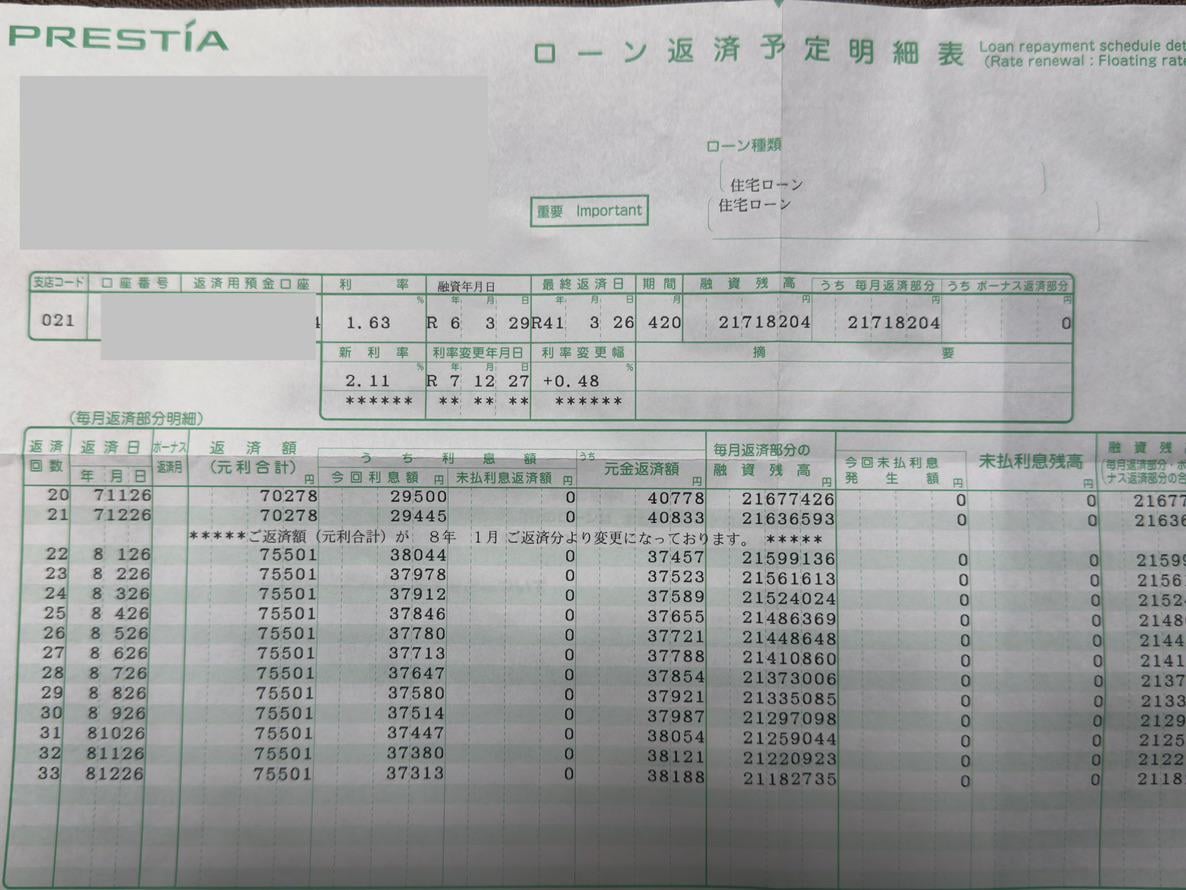 PRESTÍA
ローン返済予定明細表 Loan repayment schedule det
(Rate renewal : Floating rate
ローン種類
住宅ローン
重要 Important 住宅ローン
支店コード 口座番号 返済用預金口座 利率 融資年月日 最終返済日 期間 融資残高 うち 毎月返済部分 うち ボーナス返済部分
% 年 月 日 年 月 日 月 円 円 円
021 4 1.63 R 6 3 29 R41 3 26 420 21718204 21718204 0
新利率 利率変更年月日 利率変更幅 摘要
% 年 月 日 %
2.11 R 7 12 27 +0.48
****** ** ** ** ******
(毎月返済部分明細)
返済 返済日 ボーナス 返済額 うち利息額 うち 毎月返済部分の 融資残
回数 年 月 日 返済月 (元利合計) 円 今回利息額 円 未払利息返済額 円 元金返済額 円 融資残高 円 今回未払利息 発生額 円 未払利息残高 円 (毎月返済部分・ボ
ナス返済部分の合
20 71126 70278 29500 0 40778 21677426 0 0 21677
21 71226 70278 29445 0 40833 21636593 0 0 21636
*****ご返済額(元利合計)が 8年 1月 ご返済分より変更になっております。 *****
22 8 126 75501 38044 0 37457 21599136 0 0 21599
23 8 226 75501 37978 0 37523 21561613 0 0 2156
24 8 326 75501 37912 0 37589 21524024 0 0 2152
25 8 426 75501 37846 0 37655 21486369 0 0 2148
26 8 526 75501 37780 0 37721 21448648 0 0 2144
27 8 626 75501 37713 0 37788 21410860 0 0 2141
28 8 726 75501 37647 0 37854 21373006 0 0 2137
29 8 826 75501 37580 0 37921 21335085 0 0 2133
30 8 926 75501 37514 0 37987 21297098 0 0 2129
31 81026 75501 37447 0 38054 21259044 0 0 2125
32 81126 75501 37380 0 38121 21220923 0 0 2122
33 81226 75501 37313 0 38188 21182735 0 0 2118